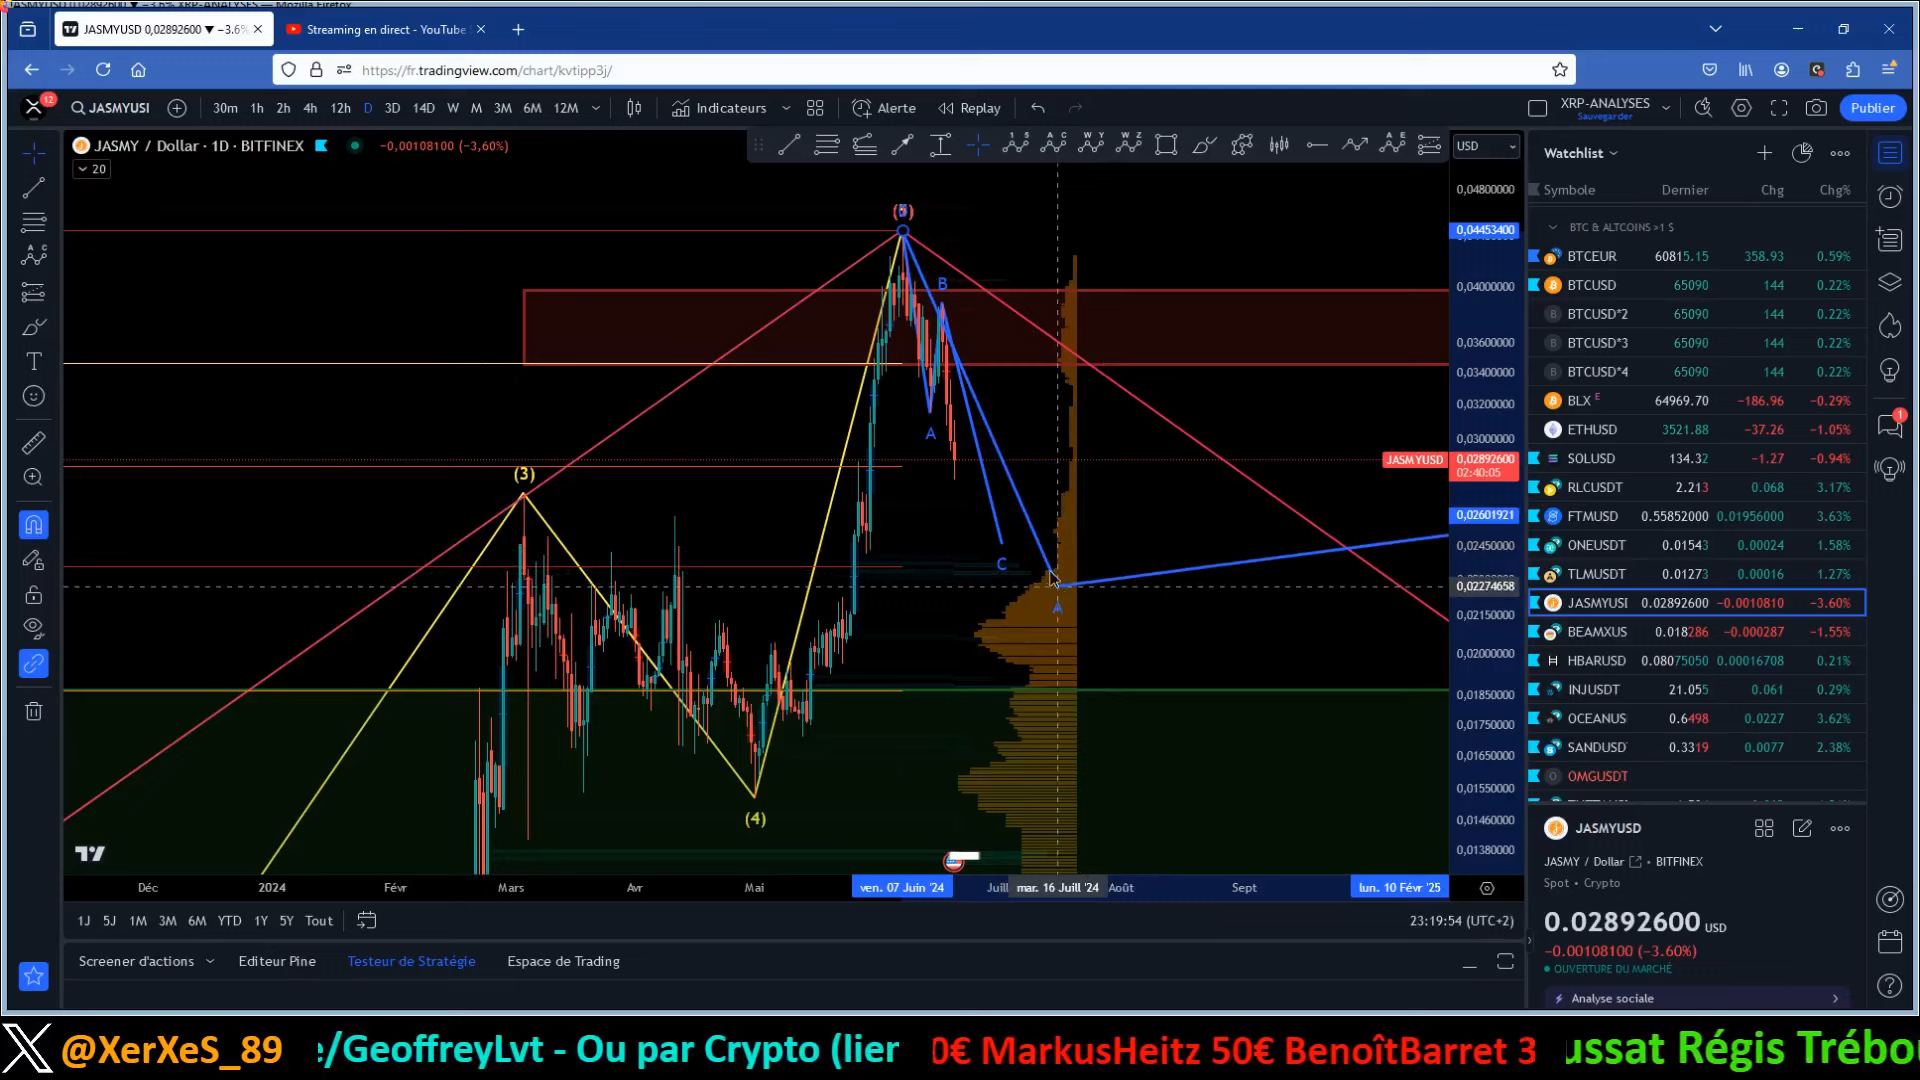 JASMYUSD 0,02892600 ▼ −3.6%
Streaming en direct - YouTube
https://fr.tradingview.com/chart/kvtipp3j/
12
JASMYUSI
30m 1h 2h 4h 12h D 3D 14D W M 3M 6M 12M
Indicateurs
Alerte
Replay
XRP-ANALYSES
Sauvegarder
Publier
JASMY / Dollar · 1D · BITFINEX
−0,00108100 (−3,60%)
20
USD
0,04800000
0,04453400
0,04000000
0,03600000
0,03400000
0,03200000
0,03000000
JASMYUSD 0,02892600
02:40:05
0,02601921
0,02450000
0,02274658
0,02150000
0,02000000
0,01850000
0,01750000
0,01650000
0,01550000
0,01460000
0,01380000
B
A
(3)
C
A
(4)
Déc 2024 Févr Mars Avr Mai ven. 07 Juin '24 Juill mar. 16 Juill '24 Août Sept lun. 10 Févr '25
1J 5J 1M 3M 6M YTD 1Y 5Y Tout
23:19:54 (UTC+2)
Screener d'actions Editeur Pine Testeur de Stratégie Espace de Trading
Watchlist
Symbole Dernier Chg Chg%
BTC & ALTCOINS >1 $
BTCEUR 60815.15 358.93 0.59%
BTCUSD 65090 144 0.22%
BTCUSD*2 65090 144 0.22%
BTCUSD*3 65090 144 0.22%
BTCUSD*4 65090 144 0.22%
BLX E 64969.70 −186.96 −0.29%
ETHUSD 3521.88 −37.26 −1.05%
SOLUSD 134.32 −1.27 −0.94%
RLCUSDT 2.213 0.068 3.17%
FTMUSD 0.55852000 0.01956000 3.63%
ONEUSDT 0.01543 0.00024 1.58%
TLMUSDT 0.01273 0.00016 1.27%
JASMYUSI 0.02892600 −0.0010810 −3.60%
BEAMXUS 0.018286 −0.000287 −1.55%
HBARUSD 0.08075050 0.00016708 0.21%
INJUSDT 21.055 0.061 0.29%
OCEANUS 0.6498 0.0227 3.62%
SANDUSD 0.3319 0.0077 2.38%
OMGUSDT
JASMYUSD
JASMY / Dollar BITFINEX
Spot • Crypto
0.02892600 USD
−0.00108100 (−3.60%)
OUVERTURE DU MARCHÉ
Analyse sociale
1
@XerXeS_89
e/GeoffreyLvt - Ou par Crypto (lier
0€ MarkusHeitz 50€ BenoîtBarret 3
ussat Régis Trébou